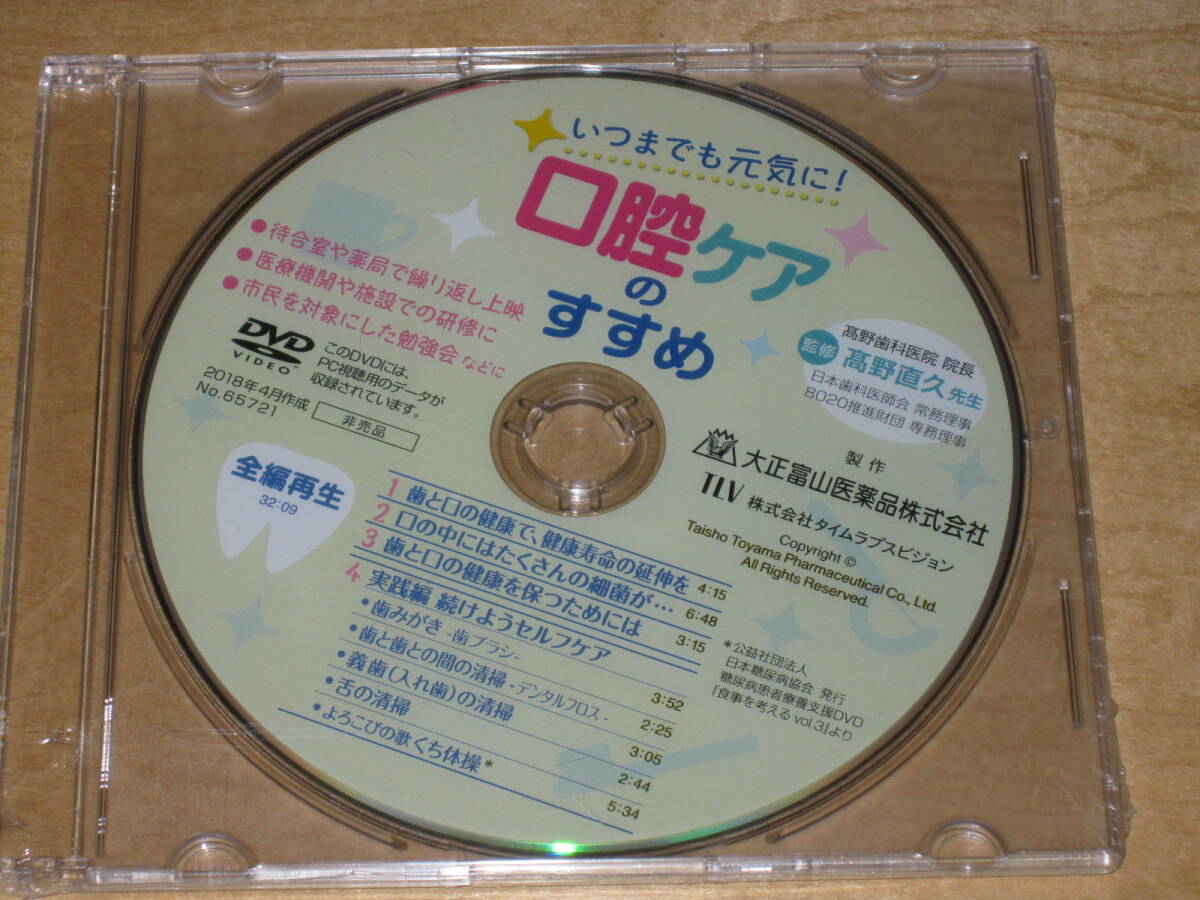 いつまでも元気に!
口腔ケア
の
すすめ
●待合室や薬局で繰り返し上映
●医療機関や施設での研修に
●市民を対象にした勉強会 などに
DVD
VIDEO™
このDVDには、
PC視聴用のデータが
収録されています。
2018年4月作成
No.65721
非売品
監修
髙野歯科医院 院長
髙野直久先生
日本歯科医師会 常務理事
8020推進財団 専務理事
製作
大正富山医薬品株式会社
TLV 株式会社タイムラプスビジョン
Copyright ©
Taisho Toyama Pharmaceutical Co., Ltd.
All Rights Reserved.
全編再生
32:09
1 歯と口の健康で、健康寿命の延伸を 4:15
2 口の中にはたくさんの細菌が… 6:48
3 歯と口の健康を保つためには 3:15
4 実践編 続けようセルフケア
•歯みがき -歯ブラシ- 3:52
•歯と歯との間の清掃 -デンタルフロス- 2:25
•義歯(入れ歯)の清掃 3:05
•舌の清掃 2:44
•よろこびの歌くち体操* 5:34
*公益社団法人
日本糖尿病協会 発行
糖尿病患者療養支援DVD
『食事を考える vol.3』より